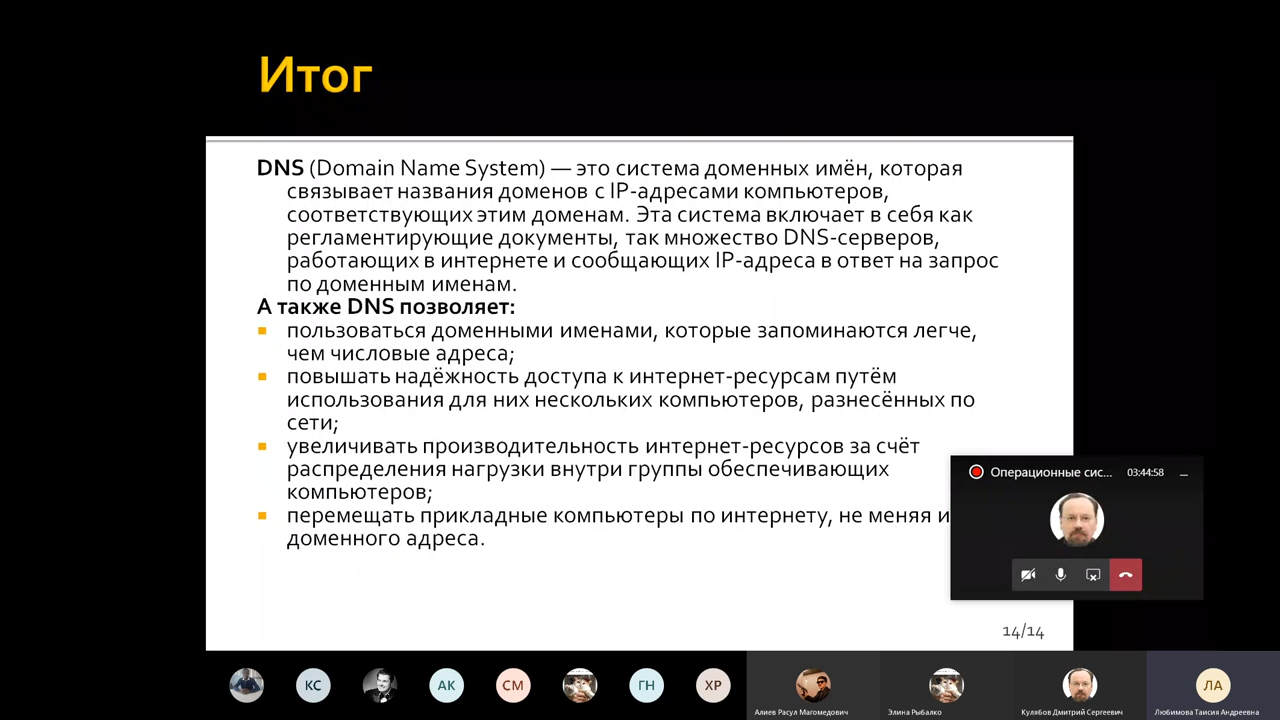 Итог
DNS (Domain Name System) — это система доменных имён, которая
связывает названия доменов с IP-адресами компьютеров,
соответствующих этим доменам. Эта система включает в себя как
регламентирующие документы, так множество DNS-серверов,
работающих в интернете и сообщающих IP-адреса в ответ на запрос
по доменным именам.
А также DNS позволяет:
пользоваться доменными именами, которые запоминаются легче,
чем числовые адреса;
повышать надёжность доступа к интернет-ресурсам путём
использования для них нескольких компьютеров, разнесённых по
сети;
увеличивать производительность интернет-ресурсов за счёт
распределения нагрузки внутри группы обеспечивающих
компьютеров;
перемещать прикладные компьютеры по интернету, не меняя
доменного адреса.
Операционные сис... 03:44:58
14/14
КС АК СМ ГН ХР ЛА
Алиев Расул Магомедович Элина Рыбалко Кулябов Дмитрий Сергеевич Любимова Таисия Андреевна